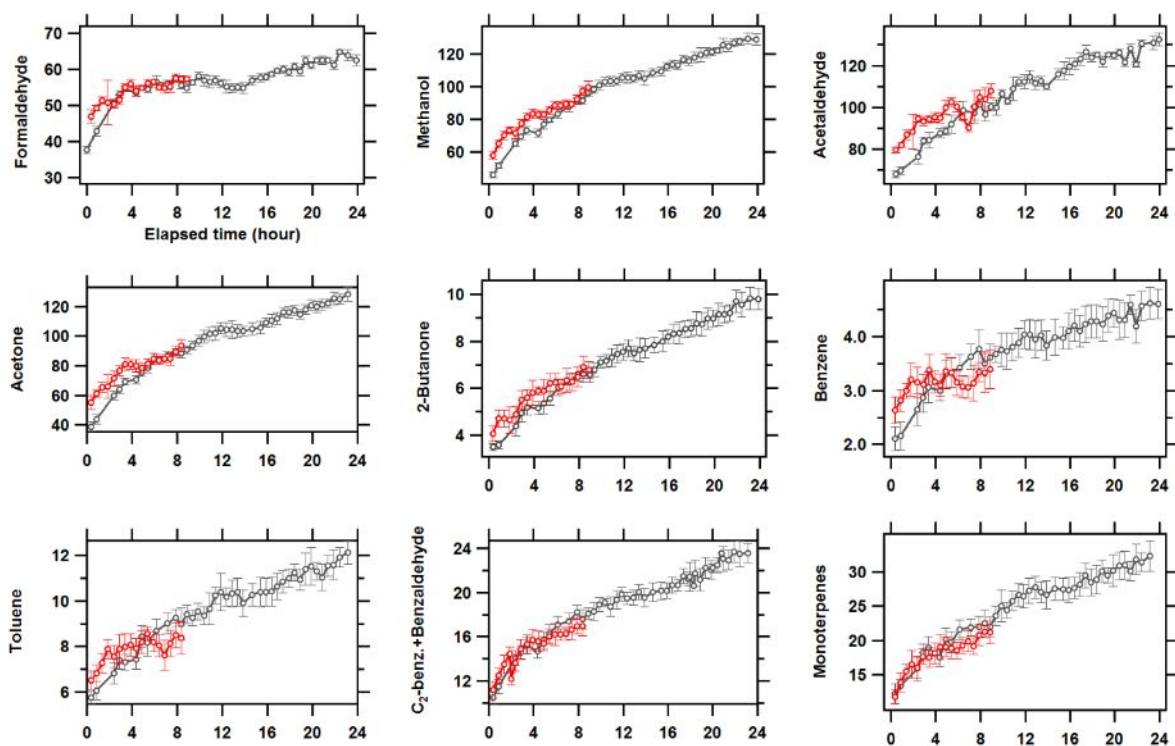 Formaldehyde
70
60
50
40
30
0 4 8 12 16 20 24
Elapsed time (hour)
Methanol
120
100
80
60
0 4 8 12 16 20 24
Acetaldehyde
120
100
80
0 4 8 12 16 20 24
Acetone
120
100
80
60
40
0 4 8 12 16 20 24
2-Butanone
10
8
6
4
0 4 8 12 16 20 24
Benzene
4.0
3.0
2.0
0 4 8 12 16 20 24
Toluene
12
10
8
6
0 4 8 12 16 20 24
C₂-benz.+Benzaldehyde
24
20
16
12
0 4 8 12 16 20 24
Monoterpenes
30
25
20
15
0 4 8 12 16 20 24